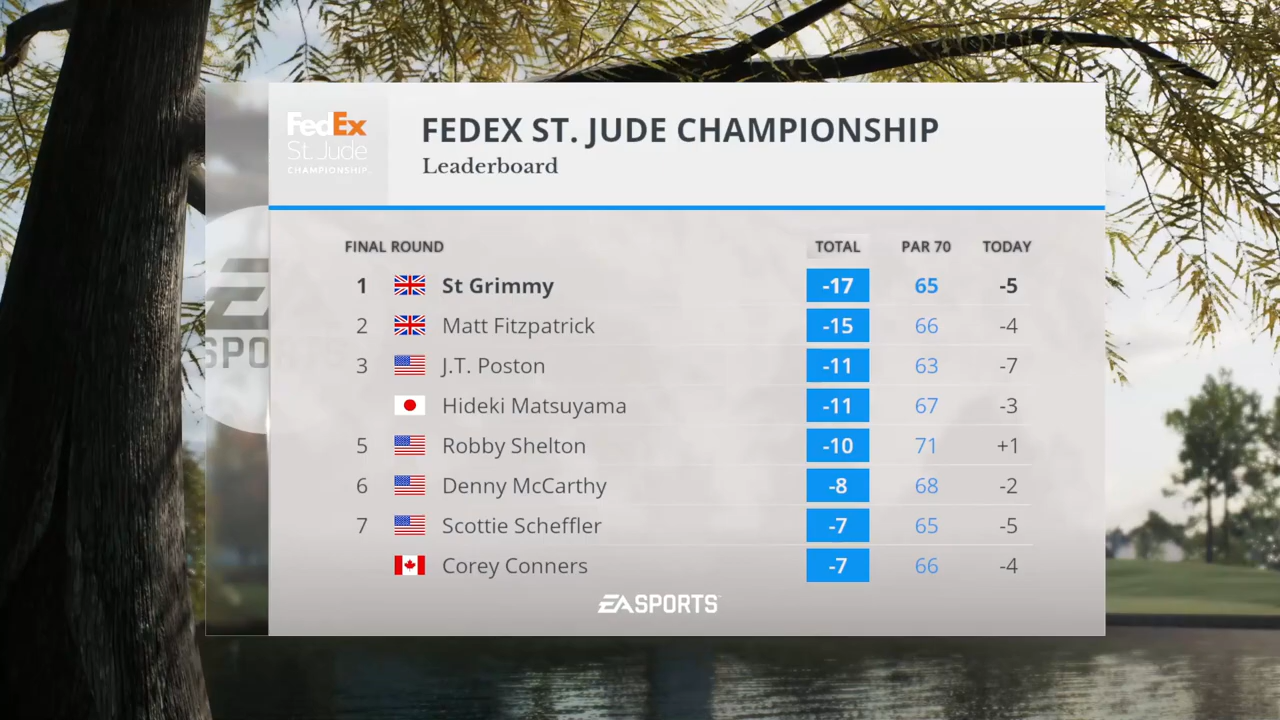 FedEx
St. Jude
CHAMPIONSHIP
FEDEX ST. JUDE CHAMPIONSHIP
Leaderboard
FINAL ROUND TOTAL PAR 70 TODAY
1 St Grimmy -17 65 -5
2 Matt Fitzpatrick -15 66 -4
3 J.T. Poston -11 63 -7
Hideki Matsuyama -11 67 -3
5 Robby Shelton -10 71 +1
6 Denny McCarthy -8 68 -2
7 Scottie Scheffler -7 65 -5
Corey Conners -7 66 -4
EA SPORTS
EA
SPORTS